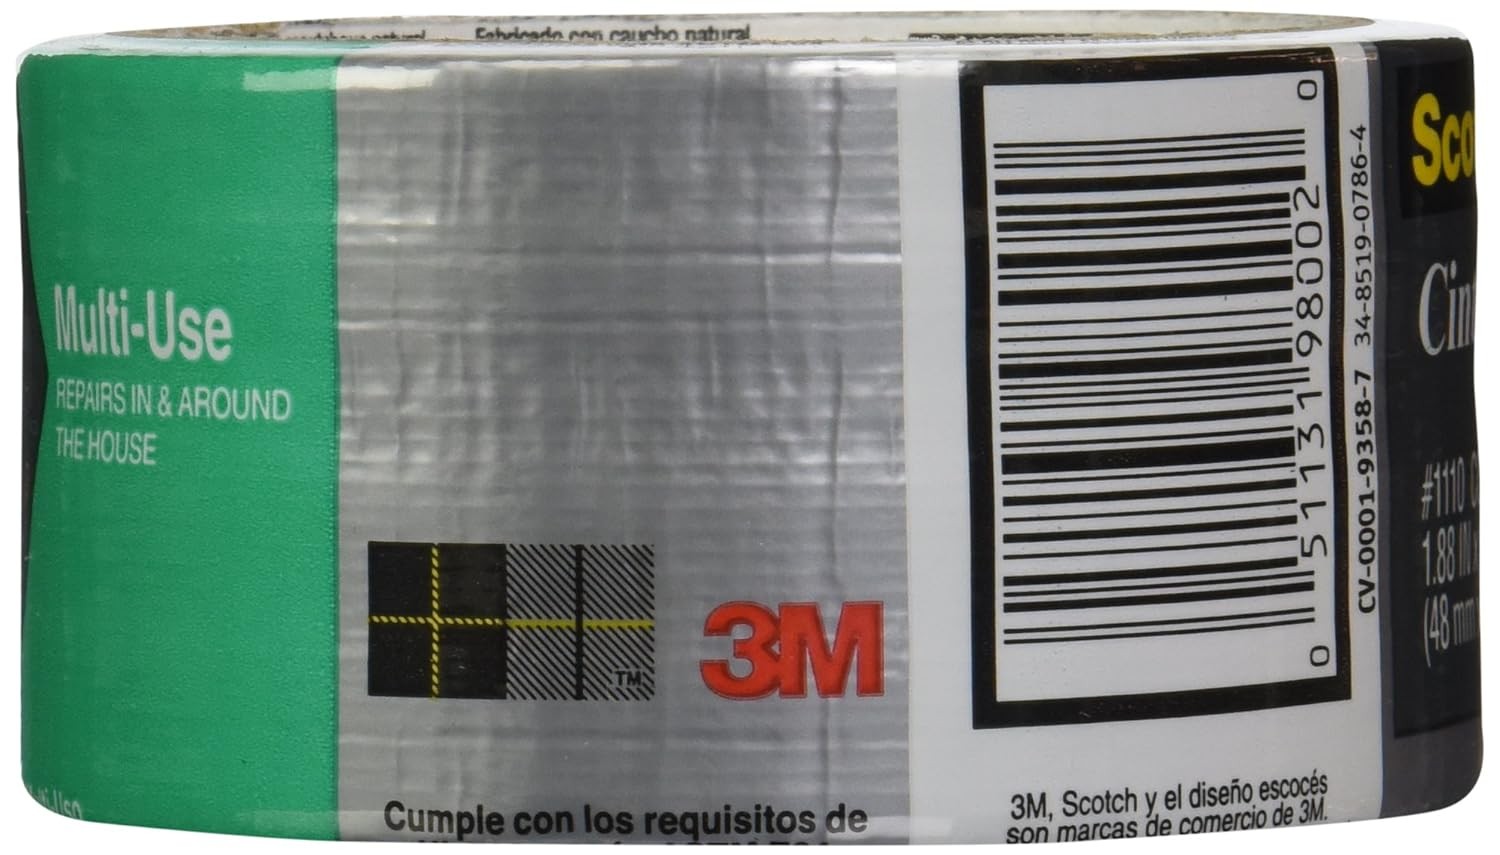 Fabricado con caucho natural
Multi-Use
REPAIRS IN & AROUND
THE HOUSE
TM
3M
Cumple con los requisitos de
0 51131 98002 0
CV-0001-9358-7 34-8519-0786-4
3M, Scotch y el diseño escocés
son marcas de comercio de 3M.
Sco
#1110
1.88 IN
(48 mm